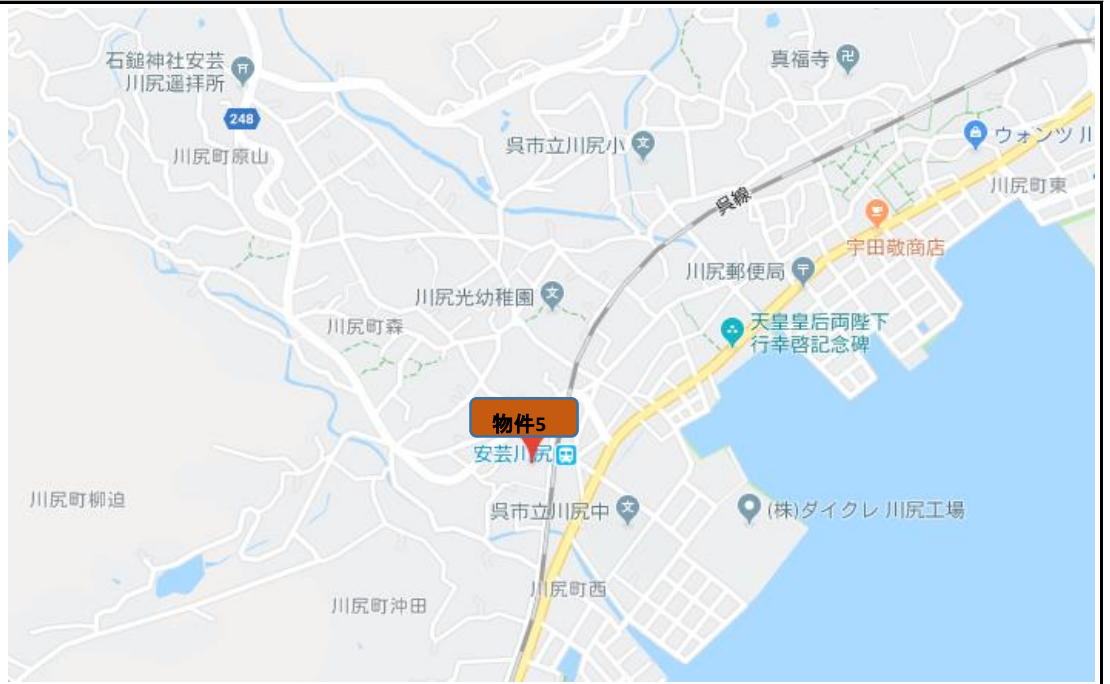 石鎚神社安芸
川尻遥拝所
真福寺
248
ウォンツ 川
川尻町原山
呉市立川尻小
川尻町東
呉線
宇田敬商店
川尻郵便局
川尻光幼稚園
天皇皇后両陛下
行幸啓記念碑
川尻町森
物件5
安芸川尻
川尻町柳迫
呉市立川尻中
(株)ダイクレ 川尻工場
川尻町西
川尻町沖田